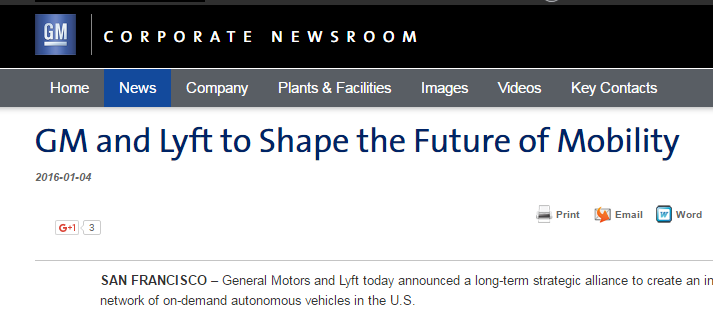 GM
CORPORATE NEWSROOM
Home News Company Plants & Facilities Images Videos Key Contacts
GM and Lyft to Shape the Future of Mobility
2016-01-04
Print Email W Word
G+1 3
SAN FRANCISCO – General Motors and Lyft today announced a long-term strategic alliance to create an
network of on-demand autonomous vehicles in the U.S.